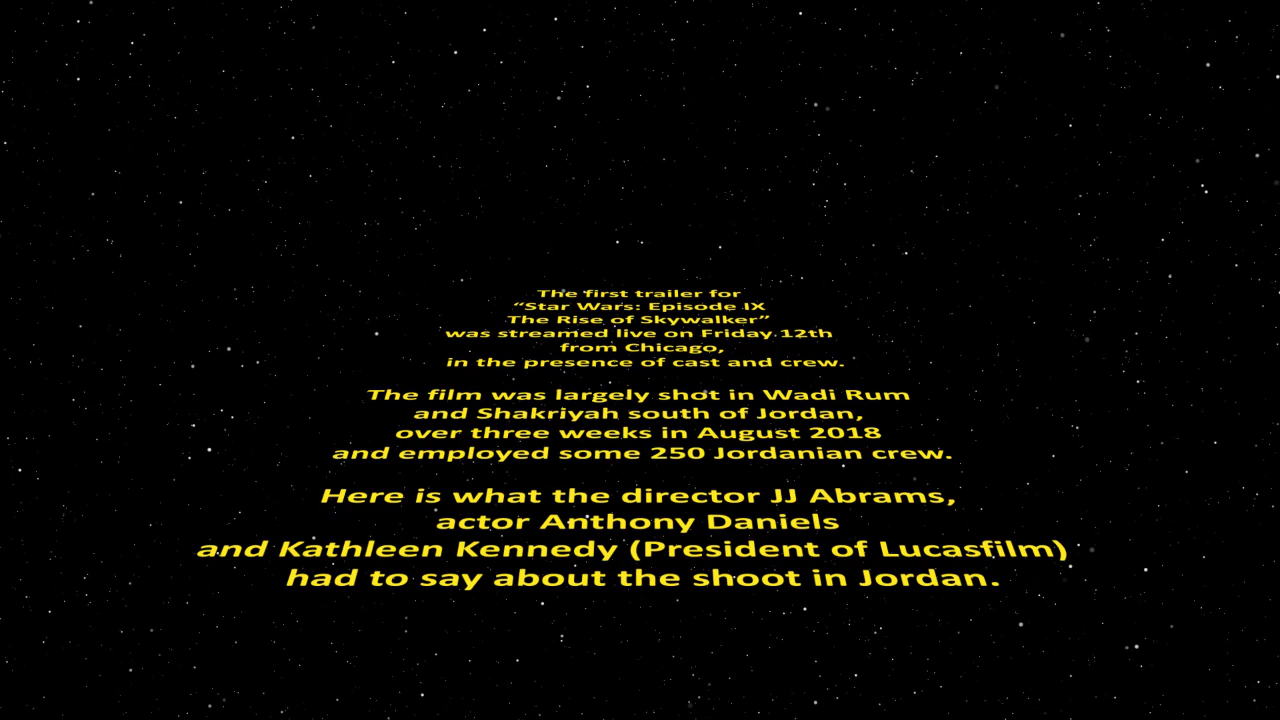 The first trailer for
“Star Wars: Episode IX
The Rise of Skywalker”
was streamed live on Friday 12th
from Chicago,
in the presence of cast and crew.
The film was largely shot in Wadi Rum
and Shakriyah south of Jordan,
over three weeks in August 2018
and employed some 250 Jordanian crew.
Here is what the director JJ Abrams,
actor Anthony Daniels
and Kathleen Kennedy (President of Lucasfilm)
had to say about the shoot in Jordan.